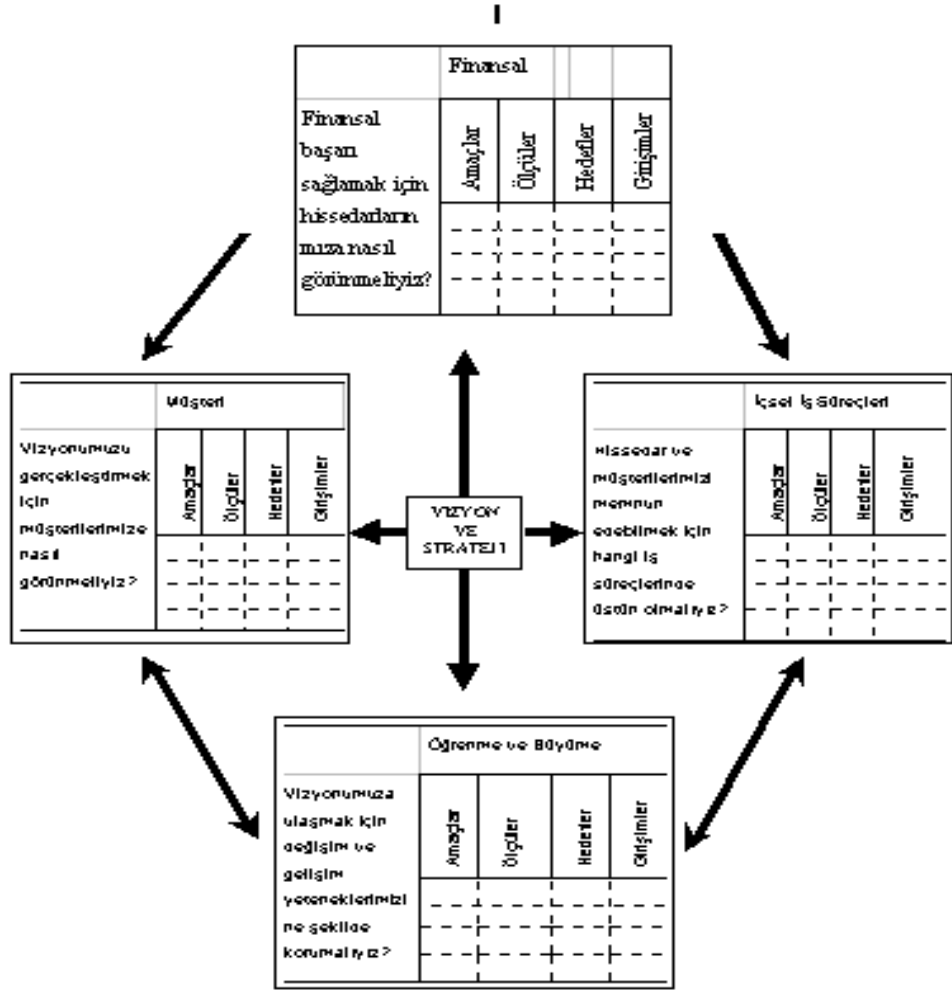 Finansal
Finansal
başarı
sağlamak için
hissedarların
mıza nasıl
görünmeliyiz?
Amaçlar
Ölçüler
Hedefler
Girişimler
Müşteri
Vizyonumuzu
gerçekleştirmek
için
müşterilerimize
nasıl
görünmeliyiz?
Amaçlar
Ölçüler
Hedefler
Girişimler
VİZYON
VE
STRATEJİ
İçsel İş Süreçleri
Hissedar ve
müşterilerimizi
memnun
edebilmek için
hangi iş
süreçlerinde
üstün olmalıyız?
Amaçlar
Ölçüler
Hedefler
Girişimler
Öğrenme ve Büyüme
Vizyonumuza
ulaşmak için
değişim ve
gelişim
yeteneklerimizi
ne şekilde
korumalıyız?
Amaçlar
Ölçüler
Hedefler
Girişimler